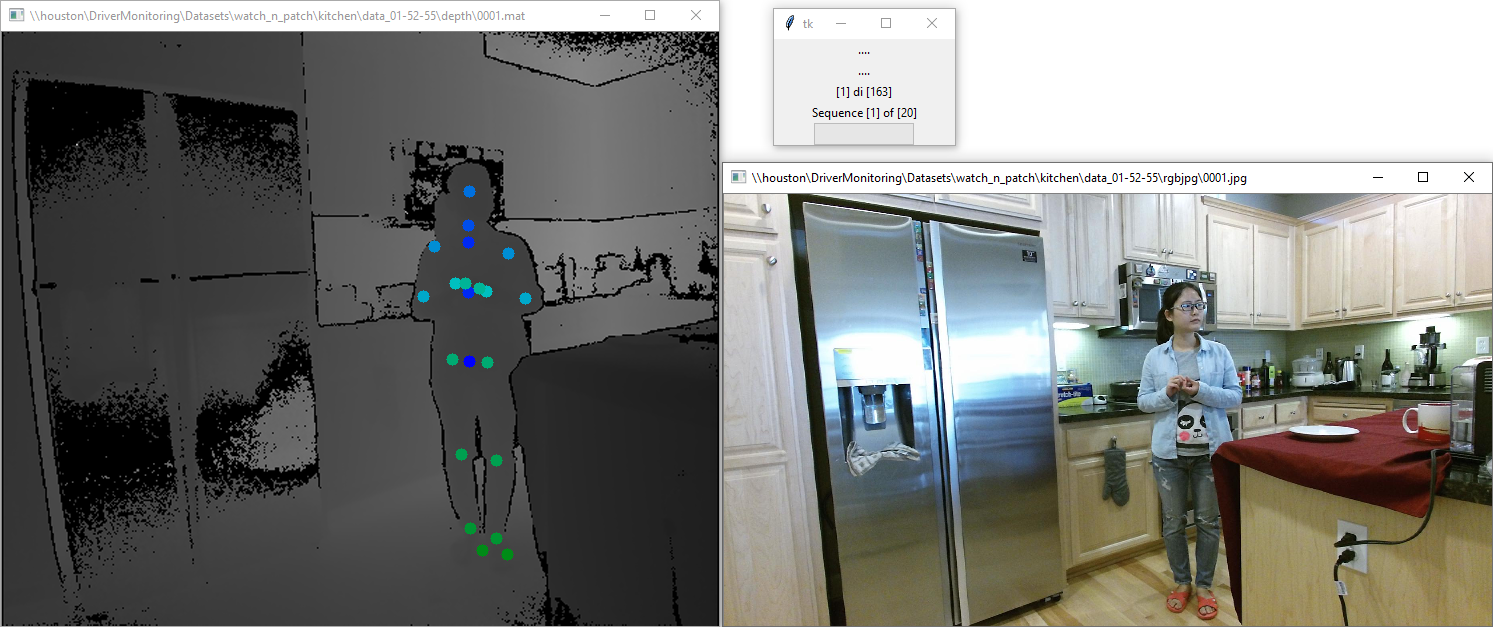 \\houston\DriverMonitoring\Datasets\watch_n_patch\kitchen\data_01-52-55\depth\0001.mat
tk
....
....
[1] di [163]
Sequence [1] of [20]
\\houston\DriverMonitoring\Datasets\watch_n_patch\kitchen\data_01-52-55\rgbjpg\0001.jpg